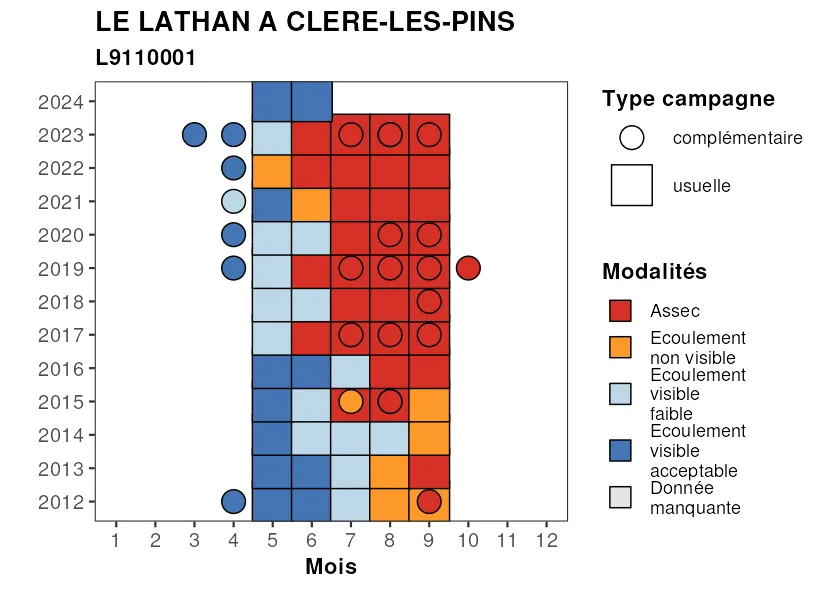 LE LATHAN A CLERE-LES-PINS
L9110001
2024
2023
2022
2021
2020
2019
2018
2017
2016
2015
2014
2013
2012
1 2 3 4 5 6 7 8 9 10 11 12
Mois
Type campagne
complémentaire
usuelle
Modalités
Assec
Ecoulement
non visible
Ecoulement
visible
faible
Ecoulement
visible
acceptable
Donnée
manquante